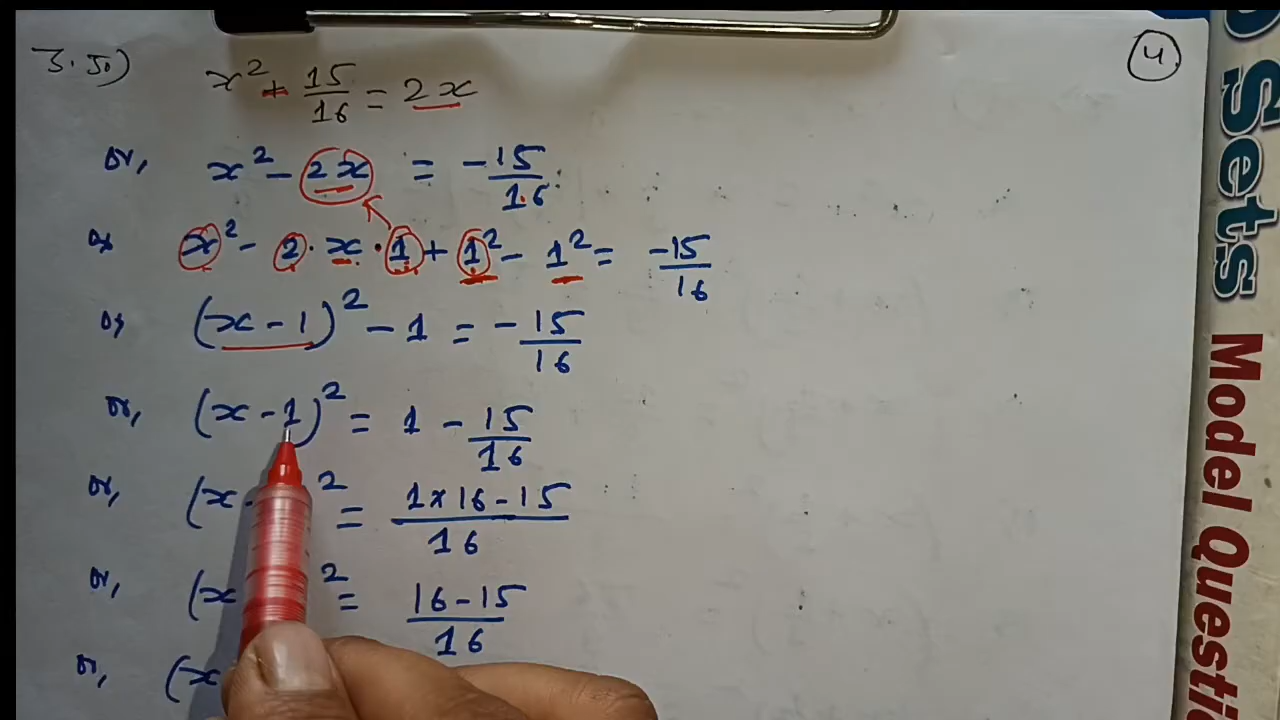 3.5.) x² + 15/16 = 2x
4
or, x² - 2x = -15/16
or x² - 2 · x · 1 + 1² - 1² = -15/16
or (x - 1)² - 1 = -15/16
or, (x - 1)² = 1 - 15/16
or, (x - ² = 1×16-15/16
or, (x ² = 16-15/16
or, (x
Sets Model Questi